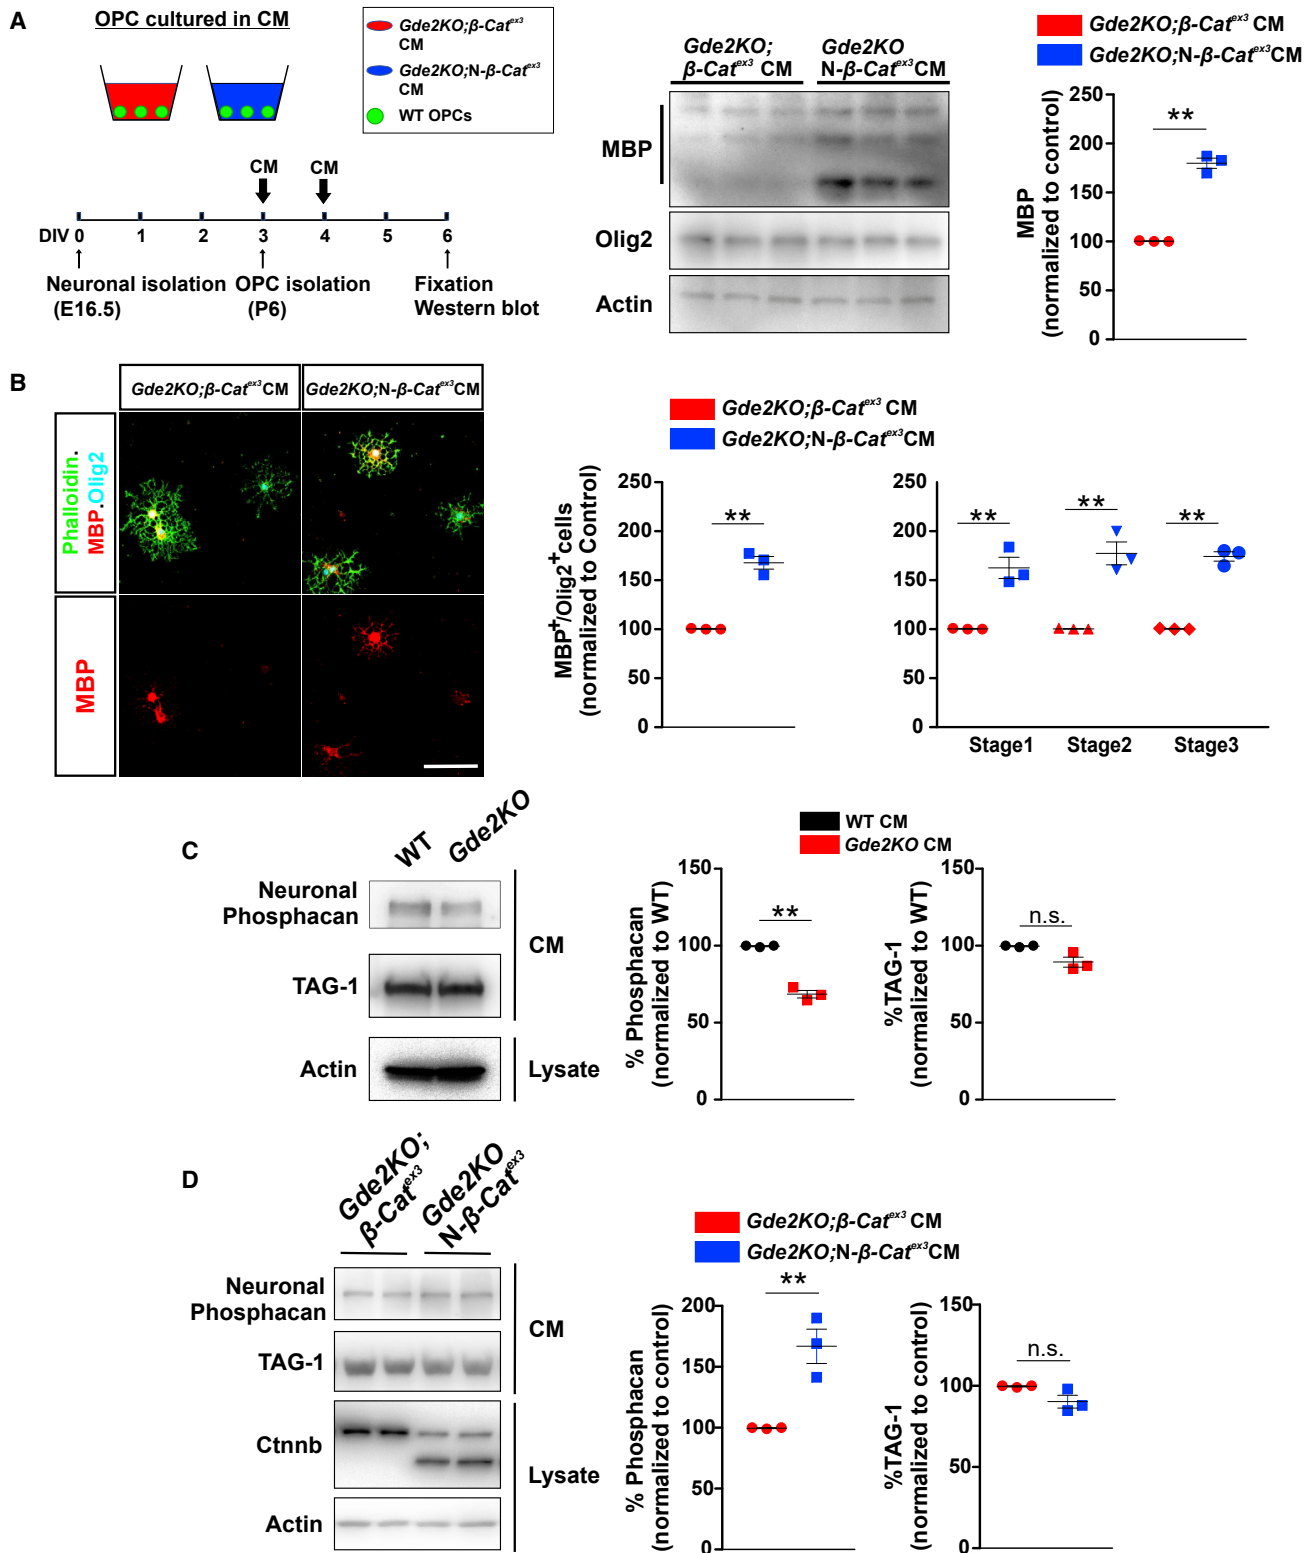 A
OPC cultured in CM
Gde2KO;β-Cat^ex3
CM
Gde2KO;N-β-Cat^ex3
CM
WT OPCs
CM
CM
DIV 0 1 2 3 4 5 6
Neuronal isolation
(E16.5)
OPC isolation
(P6)
Fixation
Western blot
Gde2KO;
β-Cat^ex3 CM
Gde2KO
N-β-Cat^ex3 CM
MBP
Olig2
Actin
Gde2KO;β-Cat^ex3 CM
Gde2KO;N-β-Cat^ex3 CM
MBP
(normalized to control)
250
200
150
100
50
0
**
B
Gde2KO;β-Cat^ex3 CM
Gde2KO;N-β-Cat^ex3 CM
Phalloidin.
MBP.Olig2
MBP
Gde2KO;β-Cat^ex3 CM
Gde2KO;N-β-Cat^ex3 CM
MBP+/Olig2+cells
(normalized to Control)
250
200
150
100
50
0
**
250
200
150
100
50
0
** ** **
Stage1 Stage2 Stage3
C
WT Gde2KO
Neuronal
Phosphacan
TAG-1
CM
Actin
Lysate
WT CM
Gde2KO CM
% Phosphacan
(normalized to WT)
150
100
50
0
**
%TAG-1
(normalized to WT)
150
100
50
0
n.s.
D
Gde2KO;
β-Cat^ex3
Gde2KO
N-β-Cat^ex3
Neuronal
Phosphacan
TAG-1
CM
Ctnnb
Actin
Lysate
Gde2KO;β-Cat^ex3 CM
Gde2KO;N-β-Cat^ex3 CM
% Phosphacan
(normalized to control)
200
150
100
50
0
**
%TAG-1
(normalized to control)
150
100
50
0
n.s.